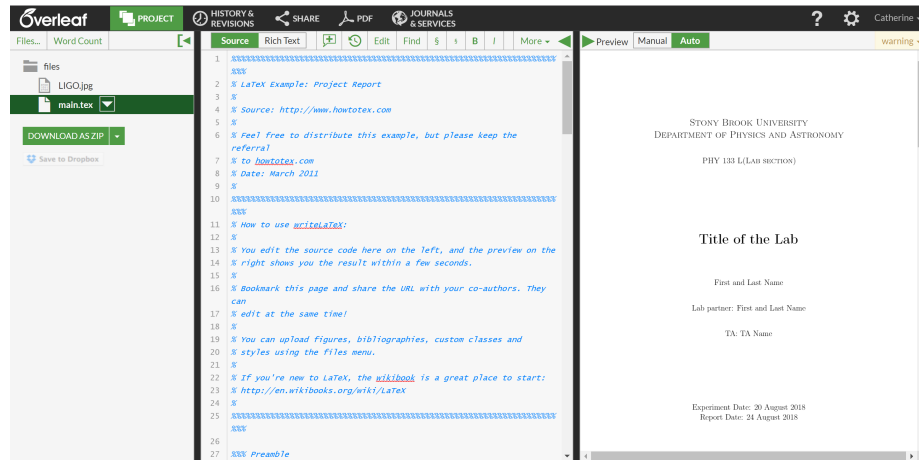 Overleaf PROJECT HISTORY & REVISIONS SHARE PDF JOURNALS & SERVICES ? Catherine
Files... Word Count
files
LIGO.jpg
main.tex
DOWNLOAD AS ZIP
Save to Dropbox
Source Rich Text Edit Find § § B I More
1 %%%%%%%%%%%%%%%%%%%%%%%%%%%%%%%%%%%%%%%%%%%%%%%%%%%%%%%%%%%%%%%%%%
%%%
2 % LaTeX Example: Project Report
3 %
4 % Source: http://www.howtotex.com
5 %
6 % Feel free to distribute this example, but please keep the
referral
7 % to howtotex.com
8 % Date: March 2011
9 %
10 %%%%%%%%%%%%%%%%%%%%%%%%%%%%%%%%%%%%%%%%%%%%%%%%%%%%%%%%%%%%%%%%%%
%%%
11 % How to use writeLaTeX:
12 %
13 % You edit the source code here on the left, and the preview on the
14 % right shows you the result within a few seconds.
15 %
16 % Bookmark this page and share the URL with your co-authors. They
can
17 % edit at the same time!
18 %
19 % You can upload figures, bibliographies, custom classes and
20 % styles using the files menu.
21 %
22 % If you're new to LaTeX, the wikibook is a great place to start:
23 % http://en.wikibooks.org/wiki/LaTeX
24 %
25 %%%%%%%%%%%%%%%%%%%%%%%%%%%%%%%%%%%%%%%%%%%%%%%%%%%%%%%%%%%%%%%%%%
%%%
26
27 %%% Preamble
Preview Manual Auto warning
STONY BROOK UNIVERSITY
DEPARTMENT OF PHYSICS AND ASTRONOMY
PHY 133 L(LAB SECTION)
Title of the Lab
First and Last Name
Lab partner: First and Last Name
TA: TA Name
Experiment Date: 20 August 2018
Report Date: 24 August 2018